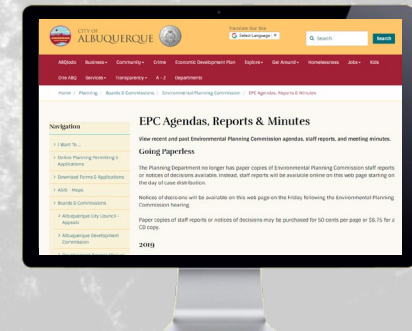 CITY OF
ALBUQUERQUE
Translate Our Site
Select Language
Search
Search
ABQtodo Business Community Crime Economic Development Plan Explore Get Around Homelessness Jobs Kids
One ABQ Services Transparency A - Z Departments
Home / Planning / Boards & Commissions / Environmental Planning Commission / EPC Agendas, Reports & Minutes
Navigation
I Want To...
Online Planning Permitting & Applications
Download Forms & Applications
AGIS - Maps
Boards & Commissions
Albuquerque City Council - Appeals
Albuquerque Development Commission
EPC Agendas, Reports & Minutes
View recent and past Environmental Planning Commission agendas, staff reports, and meeting minutes.
Going Paperless
The Planning Department no longer has paper copies of Environmental Planning Commission staff reports
or notices of decisions available. Instead, staff reports will be available online on this web page starting on
the day of case distribution.
Notices of decisions will be available on this web page on the Friday following the Environmental Planning
Commission hearing.
Paper copies of staff reports or notices of decisions may be purchased for 50 cents per page or $6.75 for a
CD copy.
2019